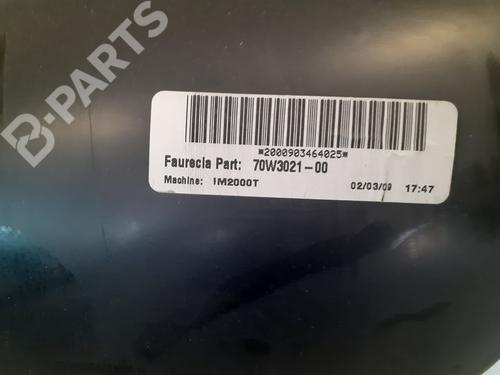 B-PARTS
*2000903464025*
Faurecia Part: 70W3021-00
Machine: IM2000T 02/03/09 17:47